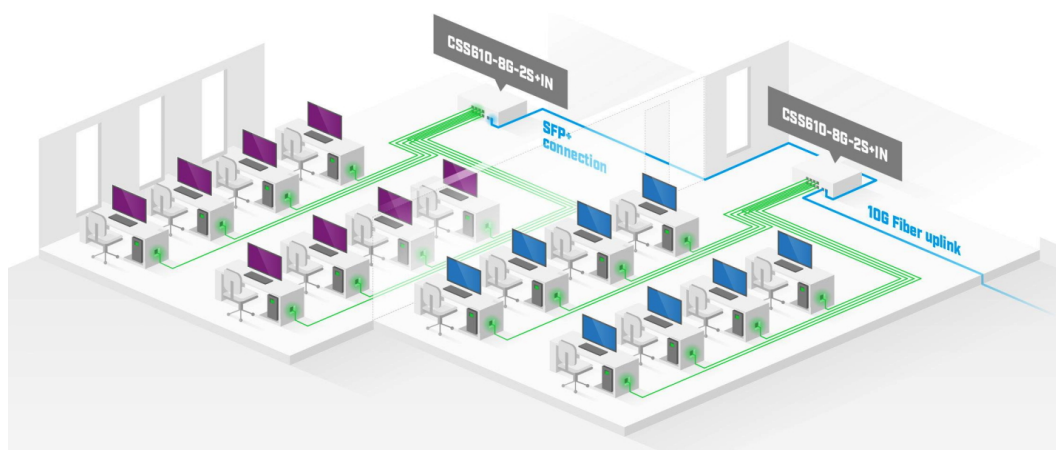 CSS610-8G-2S+IN
SFP+
connection
CSS610-8G-2S+IN
10G Fiber uplink